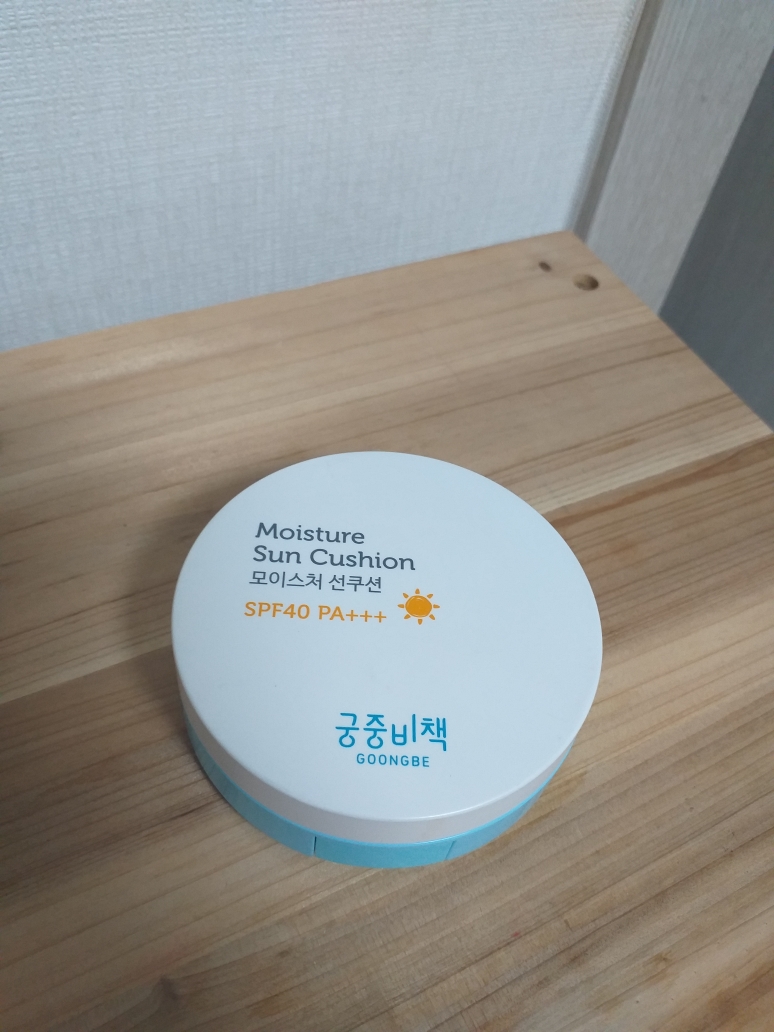 Moisture
Sun Cushion
모이스처 선쿠션
SPF40 PA+++
궁중비책
GOONGBE